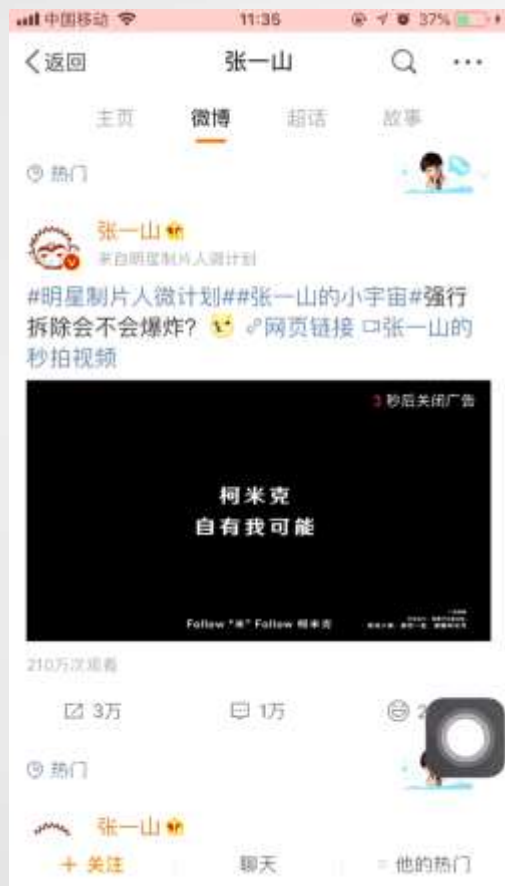 中国移动 11:35 37%
返回 张一山
主页 微博 超话 故事
热门
张一山
来自明星制片人微计划
#明星制片人微计划##张一山的小宇宙#强行
拆除会不会爆炸? 网页链接 张一山的
秒拍视频
3 秒后关闭广告
柯米克
自有我可能
Follow "米" Follow 柯米克
210万次观看
3万 1万 2
热门
张一山
+ 关注 聊天 他的热门